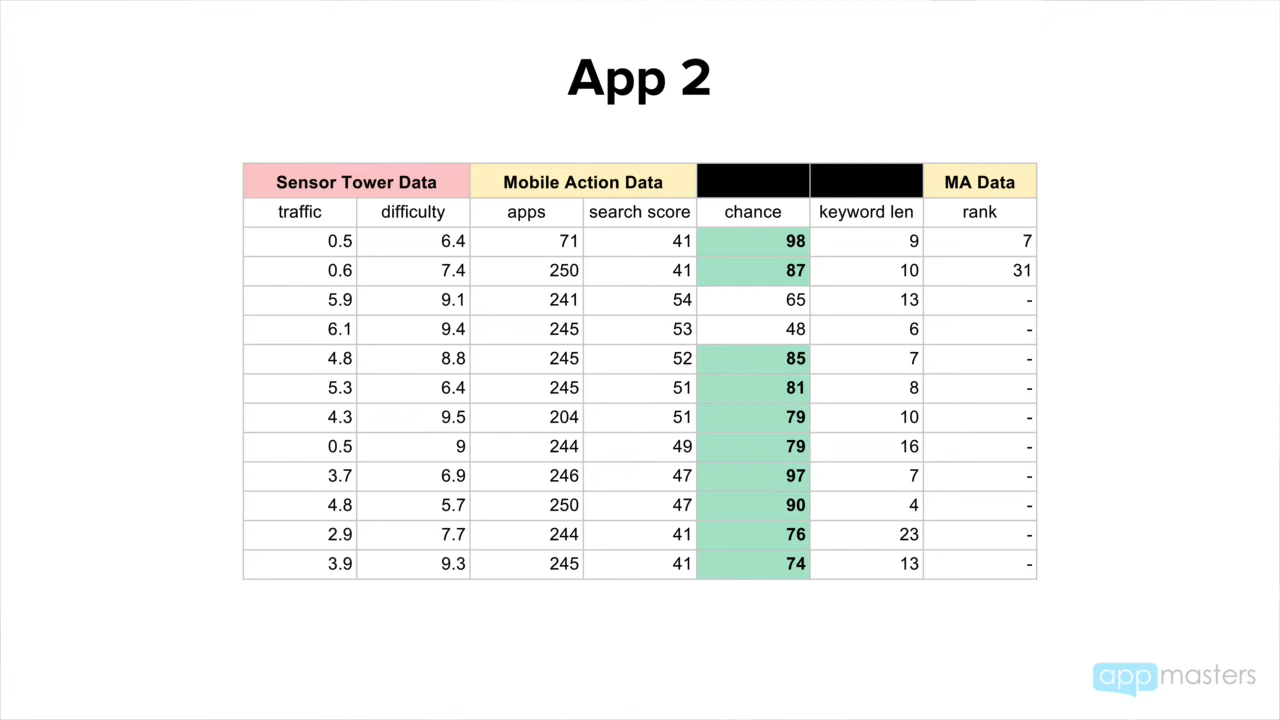 App 2
Sensor Tower Data Mobile Action Data MA Data
traffic difficulty apps search score chance keyword len rank
0.5 6.4 71 41 98 9 7
0.6 7.4 250 41 87 10 31
5.9 9.1 241 54 65 13 -
6.1 9.4 245 53 48 6 -
4.8 8.8 245 52 85 7 -
5.3 6.4 245 51 81 8 -
4.3 9.5 204 51 79 10 -
0.5 9 244 49 79 16 -
3.7 6.9 246 47 97 7 -
4.8 5.7 250 47 90 4 -
2.9 7.7 244 41 76 23 -
3.9 9.3 245 41 74 13 -
appmasters